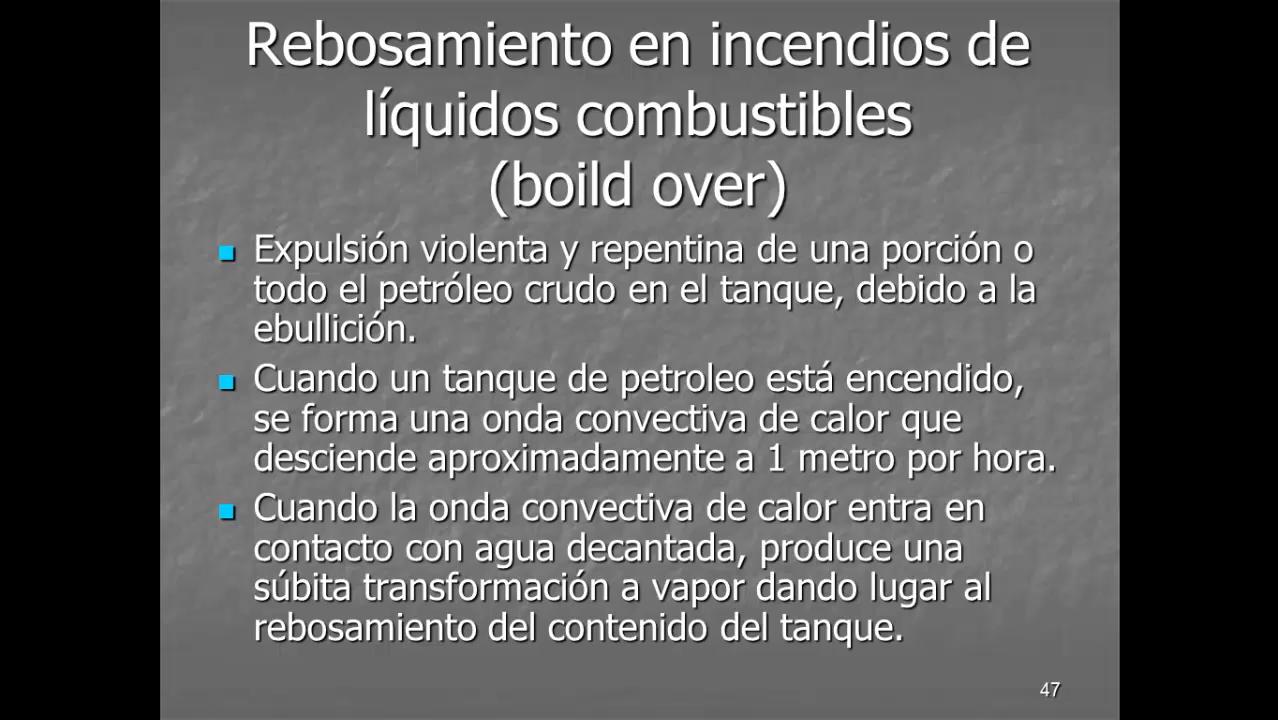 Rebosamiento en incendios de
líquidos combustibles
(boild over)
Expulsión violenta y repentina de una porción o
todo el petróleo crudo en el tanque, debido a la
ebullición.
Cuando un tanque de petroleo está encendido,
se forma una onda convectiva de calor que
desciende aproximadamente a 1 metro por hora.
Cuando la onda convectiva de calor entra en
contacto con agua decantada, produce una
súbita transformación a vapor dando lugar al
rebosamiento del contenido del tanque.
47